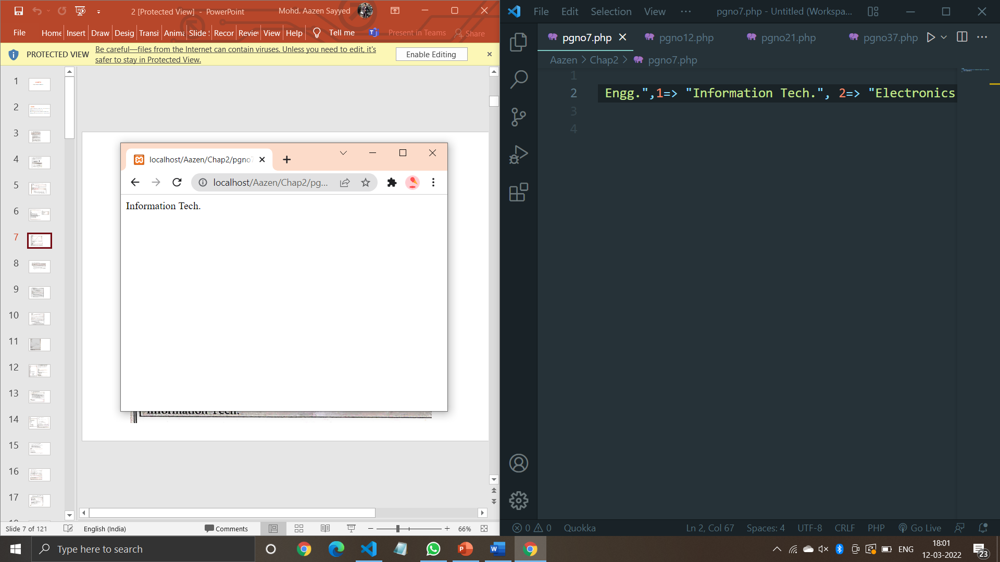 2 [Protected View] - PowerPoint
Mohd. Aazen Sayyed
File Home Insert Draw Desig Transi Anima Slide Recor Review View Help Tell me Present in Teams Share
PROTECTED VIEW Be careful—files from the Internet can contain viruses. Unless you need to edit, it's
safer to stay in Protected View.
Enable Editing
1
2
3
4
5
6
7
8
9
10
11
12
13
14
15
16
17
localhost/Aazen/Chap2/pgno7
localhost/Aazen/Chap2/pg...
Information Tech.
Information Tech.
Slide 7 of 121 English (India) Comments 66%
File Edit Selection View ··· pgno7.php - Untitled (Workspa...
pgno7.php pgno12.php pgno21.php pgno37.php
Aazen > Chap2 > pgno7.php
1
2 Engg.",1=> "Information Tech.", 2=> "Electronics
3
4
0 0 Quokka Ln 2, Col 67 Spaces: 4 UTF-8 CRLF PHP Go Live
Type here to search
ENG
18:01
12-03-2022
23